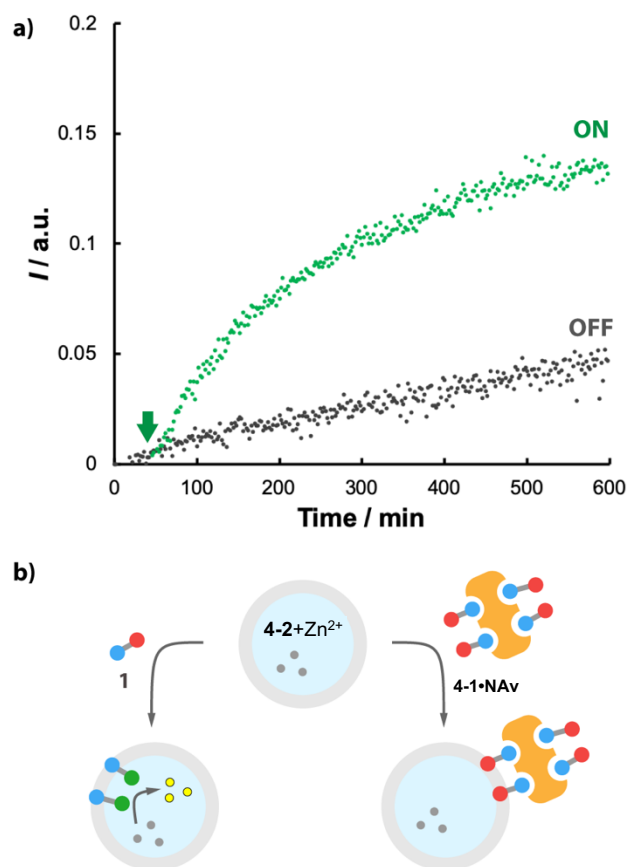 a)
0.2
0.15
0.1
0.05
0
I / a.u.
ON
OFF
0 100 200 300 400 500 600
Time / min
b)
4-2+Zn²⁺
1
4-1•NAv